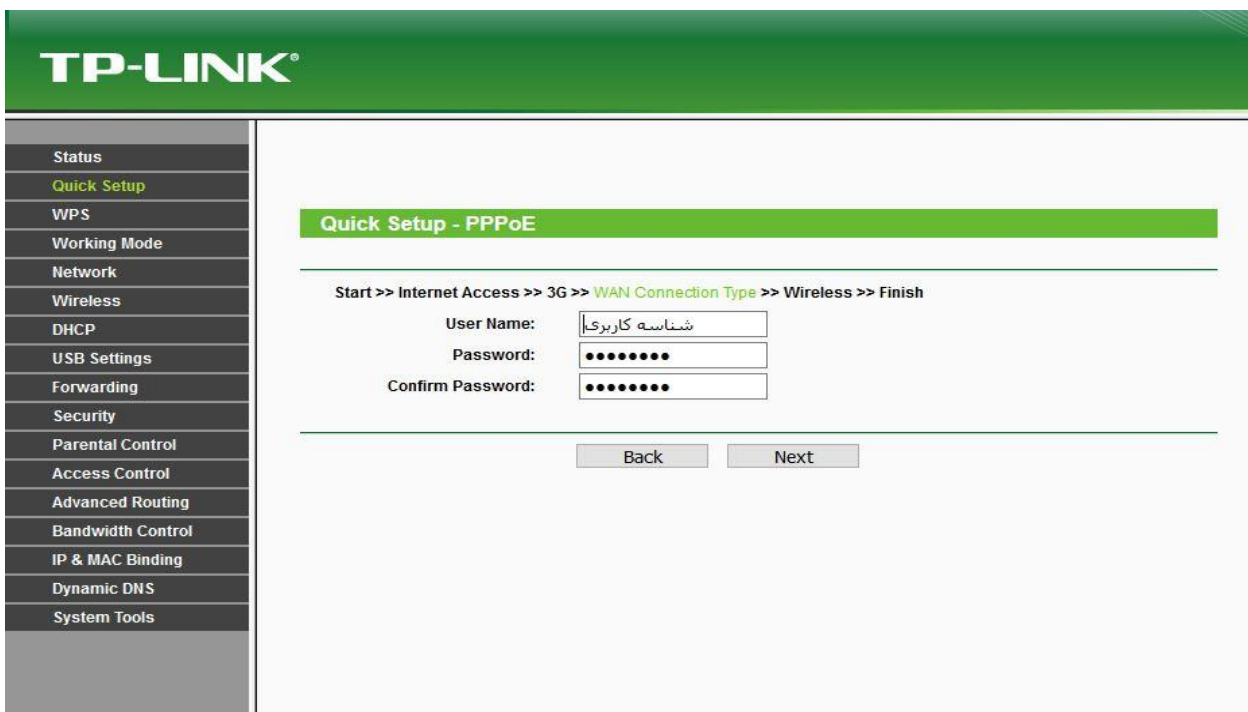 TP-LINK®
Status
Quick Setup
WPS
Working Mode
Network
Wireless
DHCP
USB Settings
Forwarding
Security
Parental Control
Access Control
Advanced Routing
Bandwidth Control
IP & MAC Binding
Dynamic DNS
System Tools
Quick Setup - PPPoE
Start >> Internet Access >> 3G >> WAN Connection Type >> Wireless >> Finish
User Name: شناسه کاربری
Password: ●●●●●●●●
Confirm Password: ●●●●●●●●
Back Next